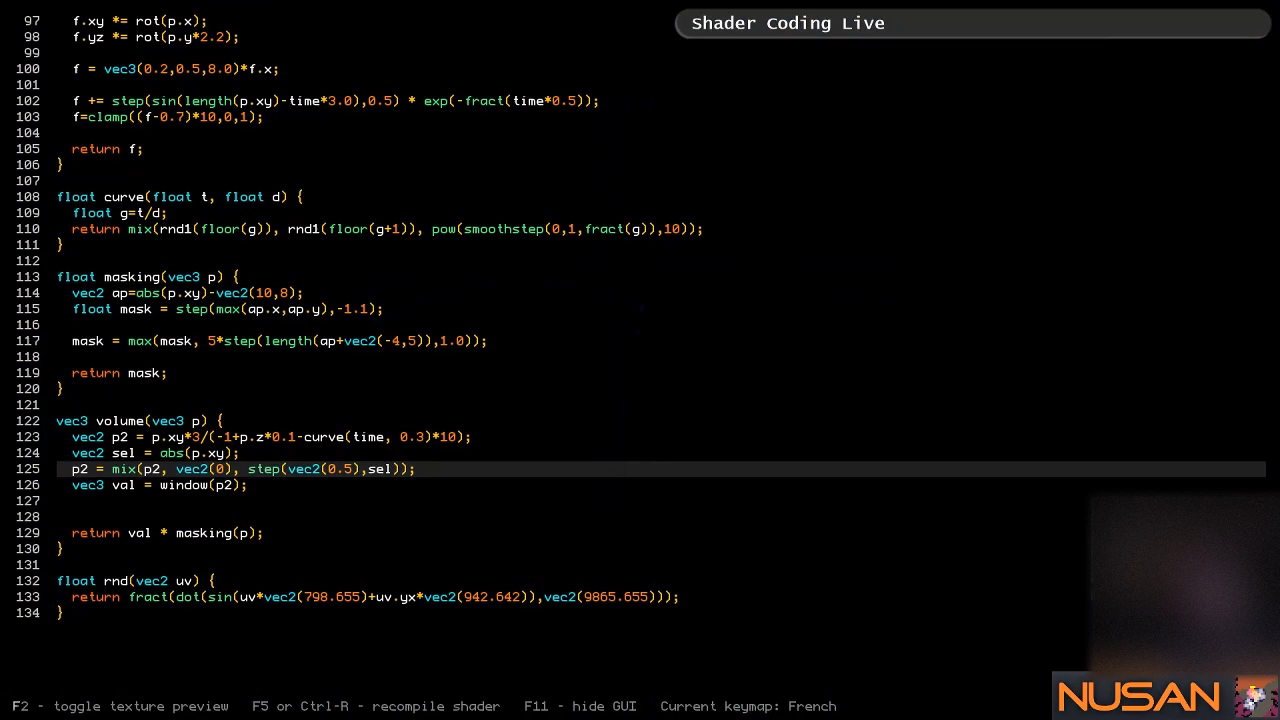 Shader Coding Live
97 f.xy *= rot(p.x);
98 f.yz *= rot(p.y*2.2);
99
100 f = vec3(0.2,0.5,8.0)*f.x;
101
102 f += step(sin(length(p.xy)-time*3.0),0.5) * exp(-fract(time*0.5));
103 f=clamp((f-0.7)*10,0,1);
104
105 return f;
106 }
107
108 float curve(float t, float d) {
109 float g=t/d;
110 return mix(rnd1(floor(g)), rnd1(floor(g+1)), pow(smoothstep(0,1,fract(g)),10));
111 }
112
113 float masking(vec3 p) {
114 vec2 ap=abs(p.xy)-vec2(10,8);
115 float mask = step(max(ap.x,ap.y),-1.1);
116
117 mask = max(mask, 5*step(length(ap+vec2(-4,5)),1.0));
118
119 return mask;
120 }
121
122 vec3 volume(vec3 p) {
123 vec2 p2 = p.xy*3/(-1+p.z*0.1-curve(time, 0.3)*10);
124 vec2 sel = abs(p.xy);
125 p2 = mix(p2, vec2(0), step(vec2(0.5),sel));
126 vec3 val = window(p2);
127
128
129 return val * masking(p);
130 }
131
132 float rnd(vec2 uv) {
133 return fract(dot(sin(uv*vec2(798.655)+uv.yx*vec2(942.642)),vec2(9865.655)));
134 }
F2 - toggle texture preview F5 or Ctrl-R - recompile shader F11 - hide GUI Current keymap: French
NUSAN